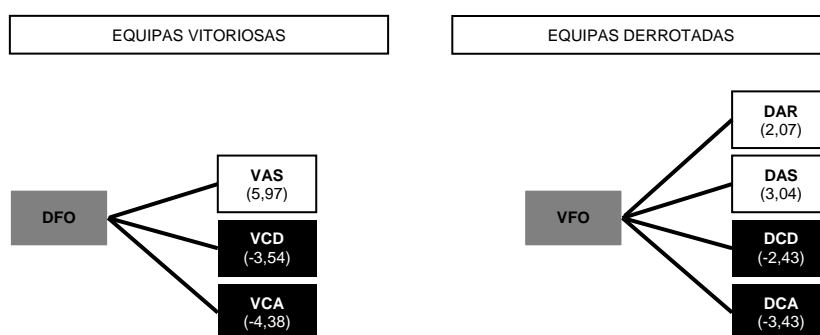 EQUIPAS VITORIOSAS
DFO
VAS
(5,97)
VCD
(-3,54)
VCA
(-4,38)
EQUIPAS DERROTADAS
VFO
DAR
(2,07)
DAS
(3,04)
DCD
(-2,43)
DCA
(-3,43)